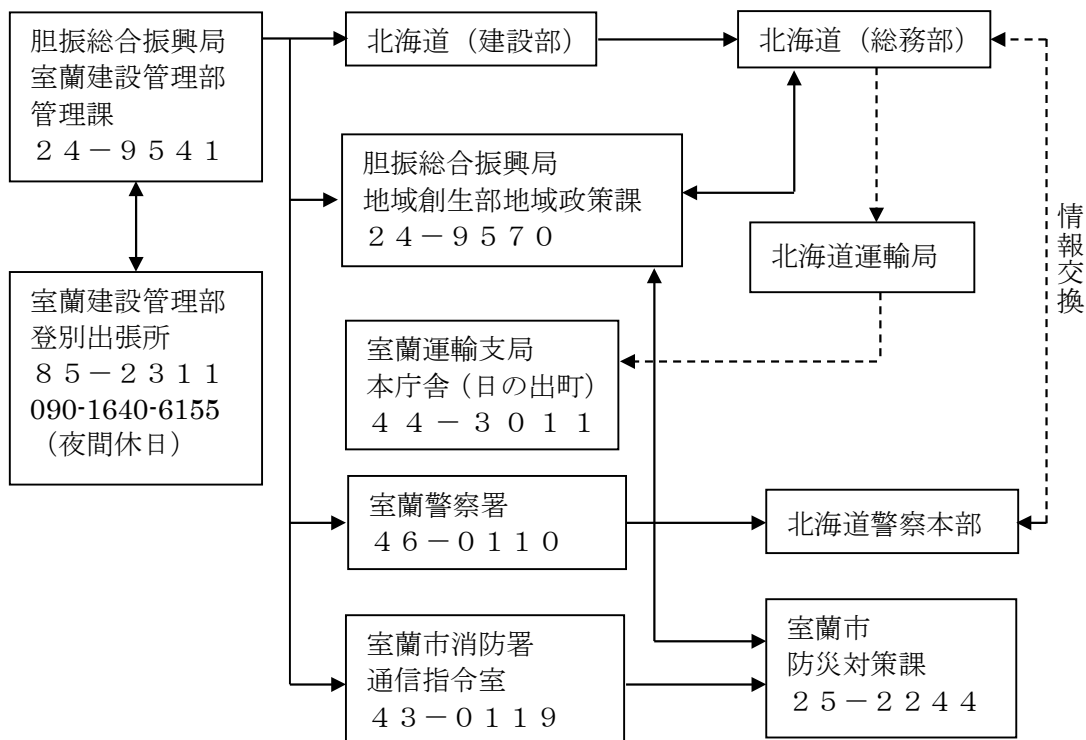 胆振総合振興局
室蘭建設管理部
管理課
２４－９５４１
北海道（建設部）
北海道（総務部）
胆振総合振興局
地域創生部地域政策課
２４－９５７０
北海道運輸局
情報交換
室蘭建設管理部
登別出張所
８５－２３１１
090-1640-6155
（夜間休日）
室蘭運輸支局
本庁舎（日の出町）
４４－３０１１
室蘭警察署
４６－０１１０
北海道警察本部
室蘭市消防署
通信指令室
４３－０１１９
室蘭市
防災対策課
２５－２２４４